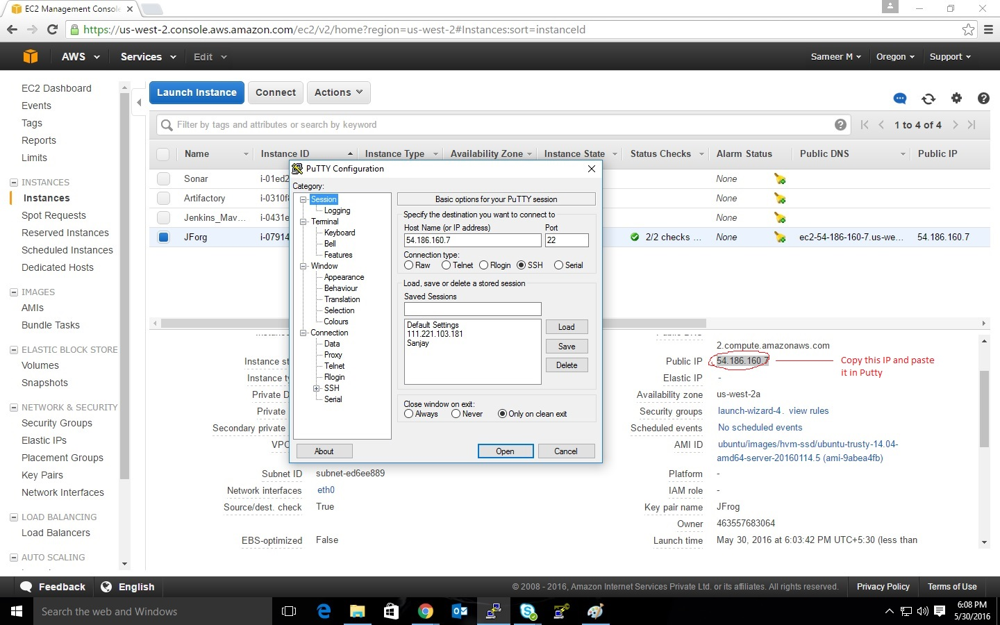 EC2 Management Console
https://us-west-2.console.aws.amazon.com/ec2/v2/home?region=us-west-2#Instances:sort=instanceId
AWS Services Edit Sameer M Oregon Support
EC2 Dashboard
Events
Tags
Reports
Limits
INSTANCES
Instances
Spot Requests
Reserved Instances
Scheduled Instances
Dedicated Hosts
IMAGES
AMIs
Bundle Tasks
ELASTIC BLOCK STORE
Volumes
Snapshots
NETWORK & SECURITY
Security Groups
Elastic IPs
Placement Groups
Key Pairs
Network Interfaces
LOAD BALANCING
Load Balancers
AUTO SCALING
Launch Instance Connect Actions
Filter by tags and attributes or search by keyword
1 to 4 of 4
Name Instance ID Instance Type Availability Zone Instance State Status Checks Alarm Status Public DNS Public IP
Sonar i-01ed2 None
Artifactory i-0310f None
Jenkins_Mav... i-0431e None
JForg i-07914 2/2 checks ... None ec2-54-186-160-7.us-we... 54.186.160.7
PuTTY Configuration
Category:
Session
Logging
Terminal
Keyboard
Bell
Features
Window
Appearance
Behaviour
Translation
Selection
Colours
Connection
Data
Proxy
Telnet
Rlogin
SSH
Serial
Basic options for your PuTTY session
Specify the destination you want to connect to
Host Name (or IP address) Port
54.186.160.7 22
Connection type:
Raw Telnet Rlogin SSH Serial
Load, save or delete a stored session
Saved Sessions
Default Settings
111.221.103.181
Sanjay
Load
Save
Delete
Close window on exit:
Always Never Only on clean exit
About Open Cancel
Instance st
Instance ty
Private D
Private
Secondary private
VPC
Subnet ID subnet-ed6ee889
Network interfaces eth0
Source/dest. check True
EBS-optimized False
2.compute.amazonaws.com
Public IP 54.186.160.7
Copy this IP and paste
it in Putty
Elastic IP -
Availability zone us-west-2a
Security groups launch-wizard-4. view rules
Scheduled events No scheduled events
AMI ID ubuntu/images/hvm-ssd/ubuntu-trusty-14.04-
amd64-server-20160114.5 (ami-9abea4fb)
Platform -
IAM role -
Key pair name JFrog
Owner 463557683064
Launch time May 30, 2016 at 6:03:42 PM UTC+5:30 (less than
Feedback English © 2008 - 2016, Amazon Internet Services Private Ltd. or its affiliates. All rights reserved. Privacy Policy Terms of Use
Search the web and Windows
6:08 PM
5/30/2016